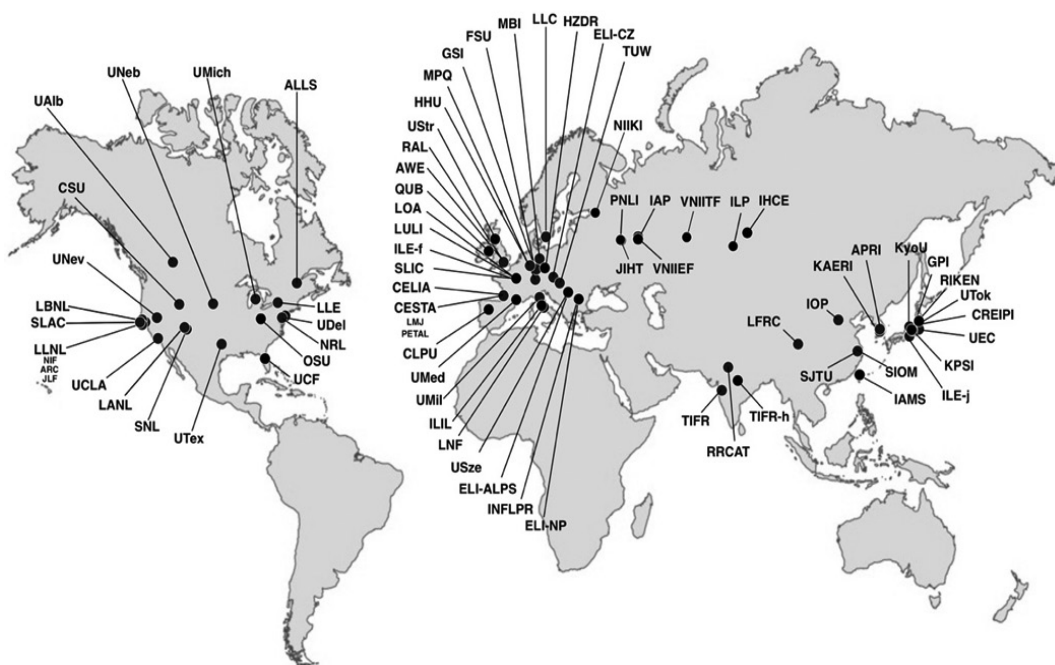 LLC
MBI
HZDR
FSU
ELI-CZ
GSI
TUW
MPQ
HHU
UStr
RAL
AWE
QUB
LOA
LULI
ILE-f
SLIC
CELIA
CESTA
LMJ
PETAL
CLPU
UMed
UMil
ILIL
LNF
USze
ELI-ALPS
INFLPR
ELI-NP
NIIKI
UNeb
UMich
ALLS
UAlb
CSU
UNev
LBNL
SLAC
LLNL
NIF
ARC
JLF
UCLA
LANL
SNL
UTex
LLE
UDel
NRL
OSU
UCF
PNLI
IAP
VNIITF
ILP
IHCE
JIHT
VNIIEF
APRI
KAERI
KyoU
GPI
RIKEN
UTok
CREIPI
UEC
KPSI
ILE-j
IOP
LFRC
SJTU
SIOM
IAMS
TIFR
TIFR-h
RRCAT